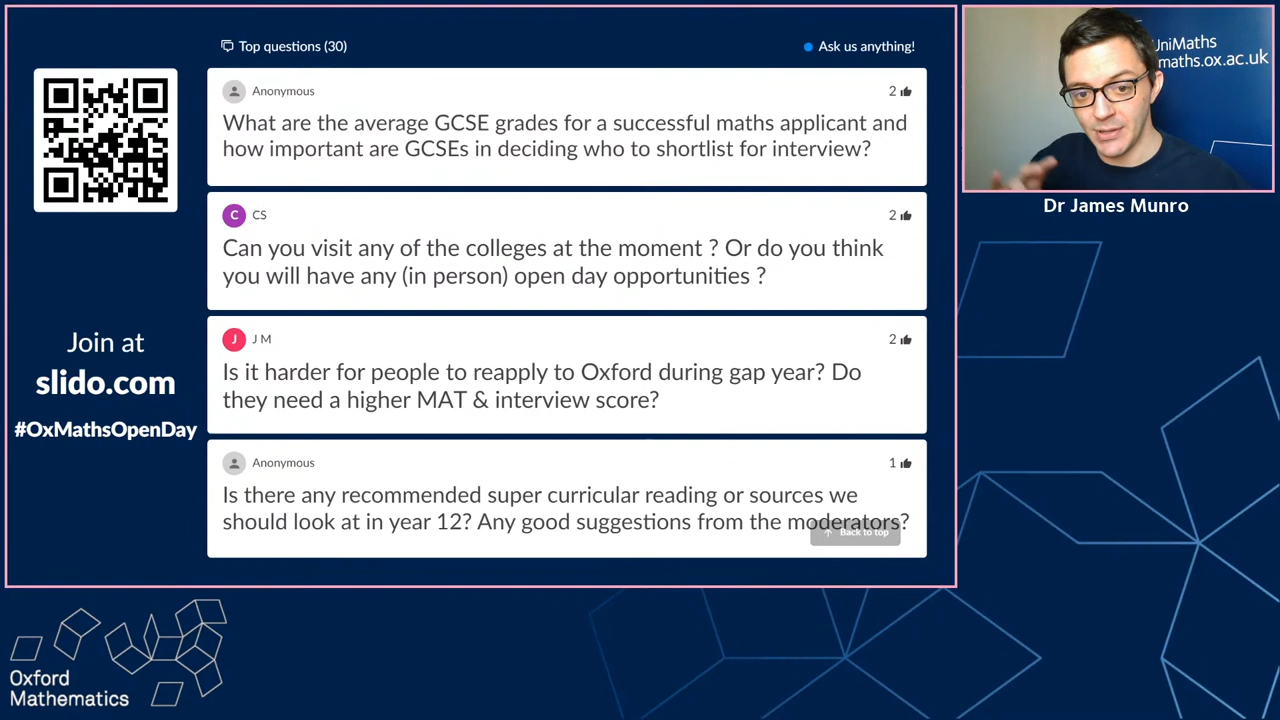 Top questions (30)
Ask us anything!
Anonymous
2
What are the average GCSE grades for a successful maths applicant and
how important are GCSEs in deciding who to shortlist for interview?
C
CS
2
Can you visit any of the colleges at the moment ? Or do you think
you will have any (in person) open day opportunities ?
J
J M
2
Is it harder for people to reapply to Oxford during gap year? Do
they need a higher MAT & interview score?
Anonymous
1
Is there any recommended super curricular reading or sources we
should look at in year 12? Any good suggestions from the moderators?
Back to top
Join at
slido.com
#OxMathsOpenDay
UniMaths
maths.ox.ac.uk
Dr James Munro
Oxford
Mathematics